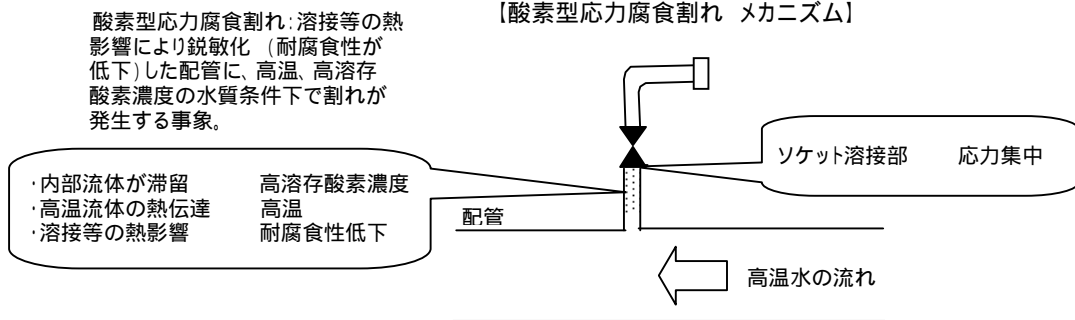 【酸素型応力腐食割れ メカニズム】
酸素型応力腐食割れ:溶接等の熱
影響により鋭敏化 (耐腐食性が
低下)した配管に、高温、高溶存
酸素濃度の水質条件下で割れが
発生する事象。
ソケット溶接部 応力集中
・内部流体が滞留 高溶存酸素濃度
・高温流体の熱伝達 高温
・溶接等の熱影響 耐腐食性低下
配管
高温水の流れ